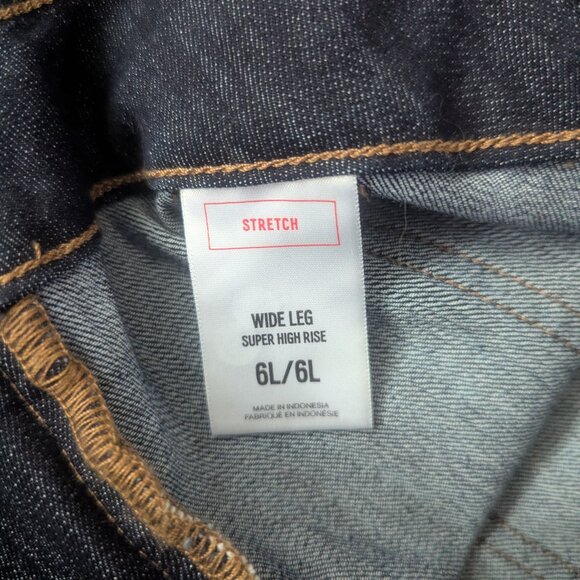 STRETCH
WIDE LEG
SUPER HIGH RISE
6L/6L
MADE IN INDONESIA
FABRIQUÉ EN INDONÉSIE